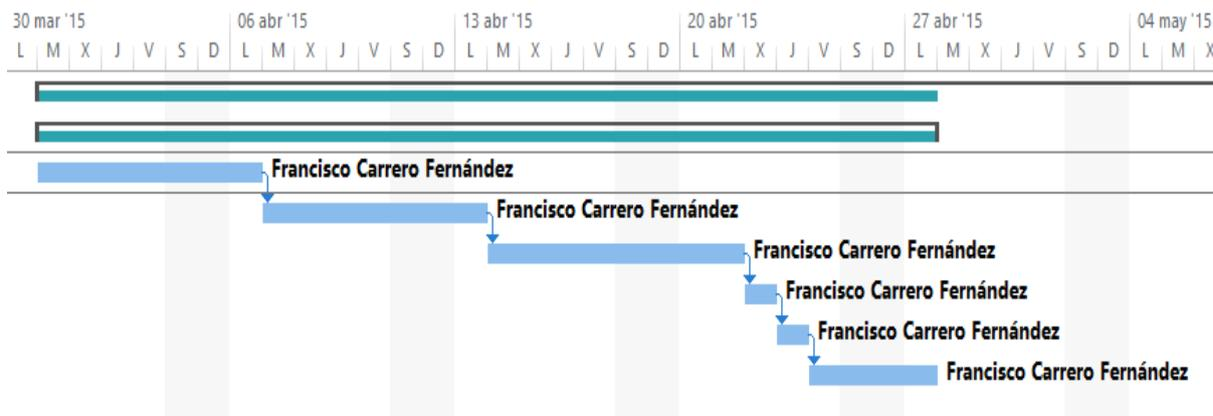 30 mar '15 06 abr '15 13 abr '15 20 abr '15 27 abr '15 04 may '15
L M X J V S D L M X J V S D L M X J V S D L M X J V S D L M X J V S D L M X
Francisco Carrero Fernández
Francisco Carrero Fernández
Francisco Carrero Fernández
Francisco Carrero Fernández
Francisco Carrero Fernández
Francisco Carrero Fernández